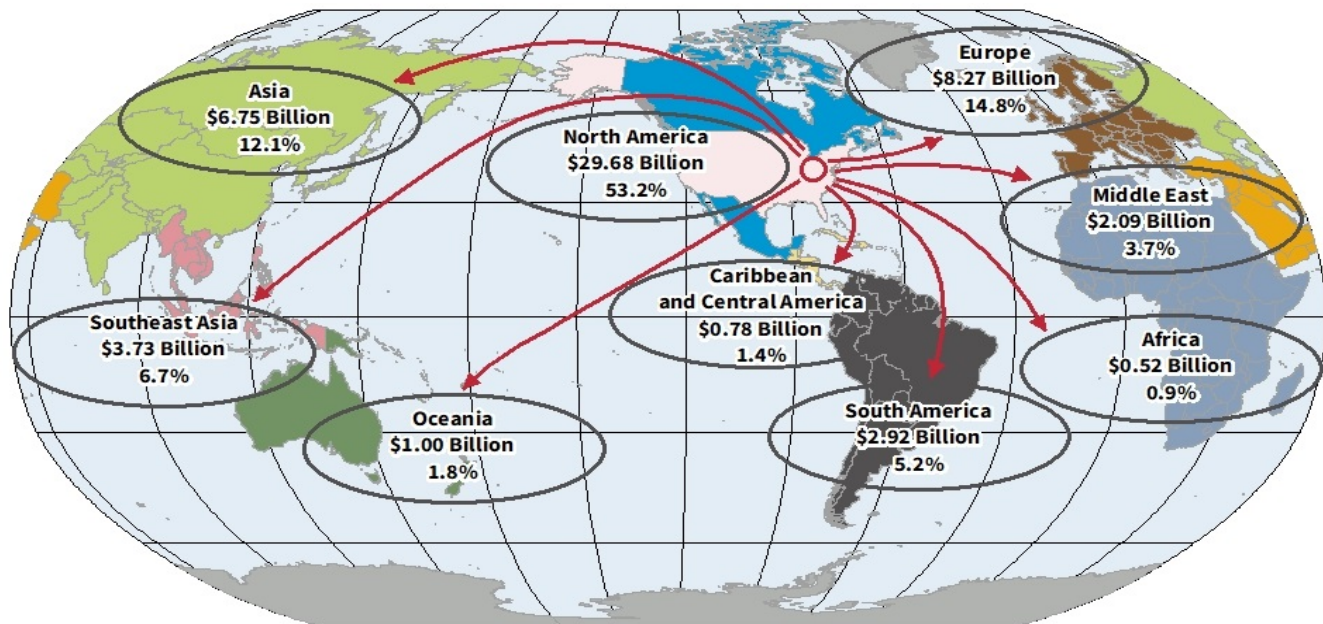 Asia
$6.75 Billion
12.1%
North America
$29.68 Billion
53.2%
Europe
$8.27 Billion
14.8%
Middle East
$2.09 Billion
3.7%
Southeast Asia
$3.73 Billion
6.7%
Caribbean
and Central America
$0.78 Billion
1.4%
Africa
$0.52 Billion
0.9%
Oceania
$1.00 Billion
1.8%
South America
$2.92 Billion
5.2%